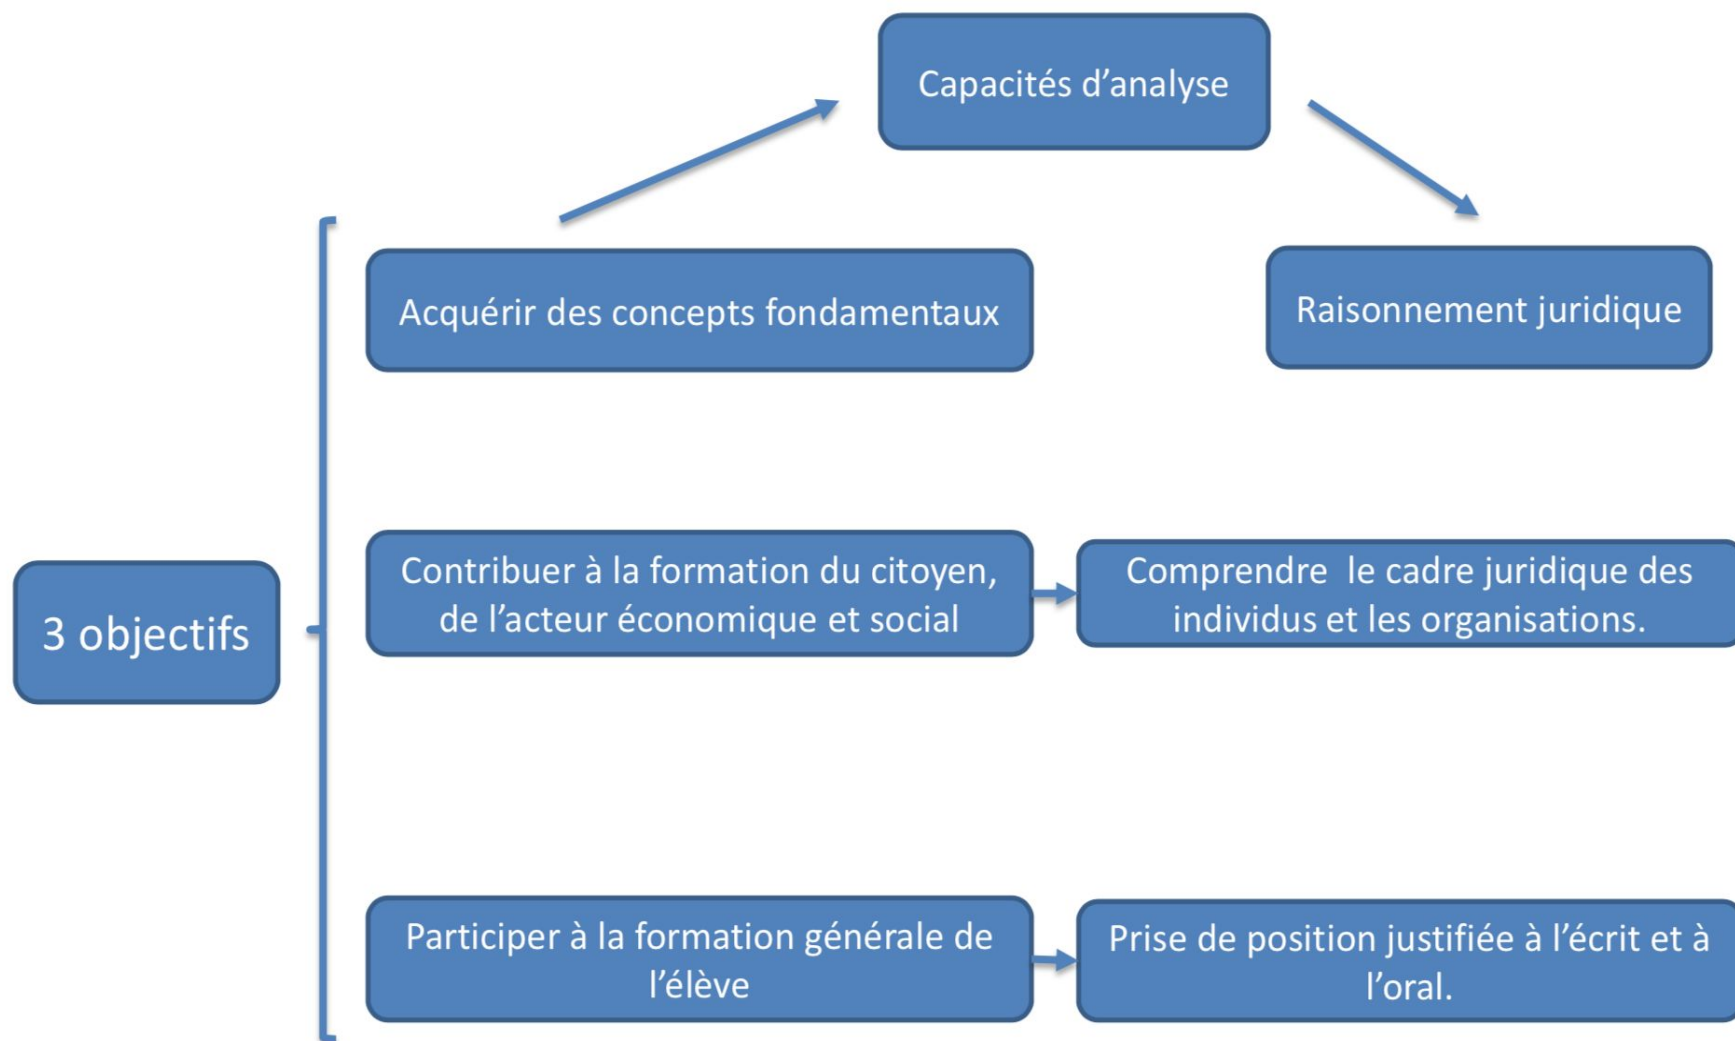 Capacités d’analyse
Acquérir des concepts fondamentaux
Raisonnement juridique
3 objectifs
Contribuer à la formation du citoyen,
de l’acteur économique et social
Comprendre  le cadre juridique des
individus et les organisations.
Participer à la formation générale de
l’élève
Prise de position justifiée à l’écrit et à
l’oral.